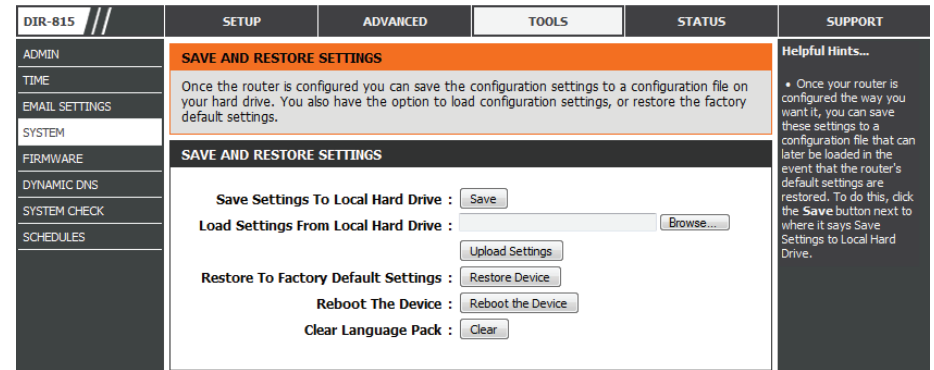 DIR-815
SETUP
ADVANCED
TOOLS
STATUS
SUPPORT
ADMIN
TIME
EMAIL SETTINGS
SYSTEM
FIRMWARE
DYNAMIC DNS
SYSTEM CHECK
SCHEDULES
SAVE AND RESTORE SETTINGS
Once the router is configured you can save the configuration settings to a configuration file on
your hard drive. You also have the option to load configuration settings, or restore the factory
default settings.
SAVE AND RESTORE SETTINGS
Save Settings To Local Hard Drive : Save
Load Settings From Local Hard Drive : Browse...
Upload Settings
Restore To Factory Default Settings : Restore Device
Reboot The Device : Reboot the Device
Clear Language Pack : Clear
Helpful Hints...
• Once your router is
configured the way you
want it, you can save
these settings to a
configuration file that can
later be loaded in the
event that the router's
default settings are
restored. To do this, click
the Save button next to
where it says Save
Settings to Local Hard
Drive.